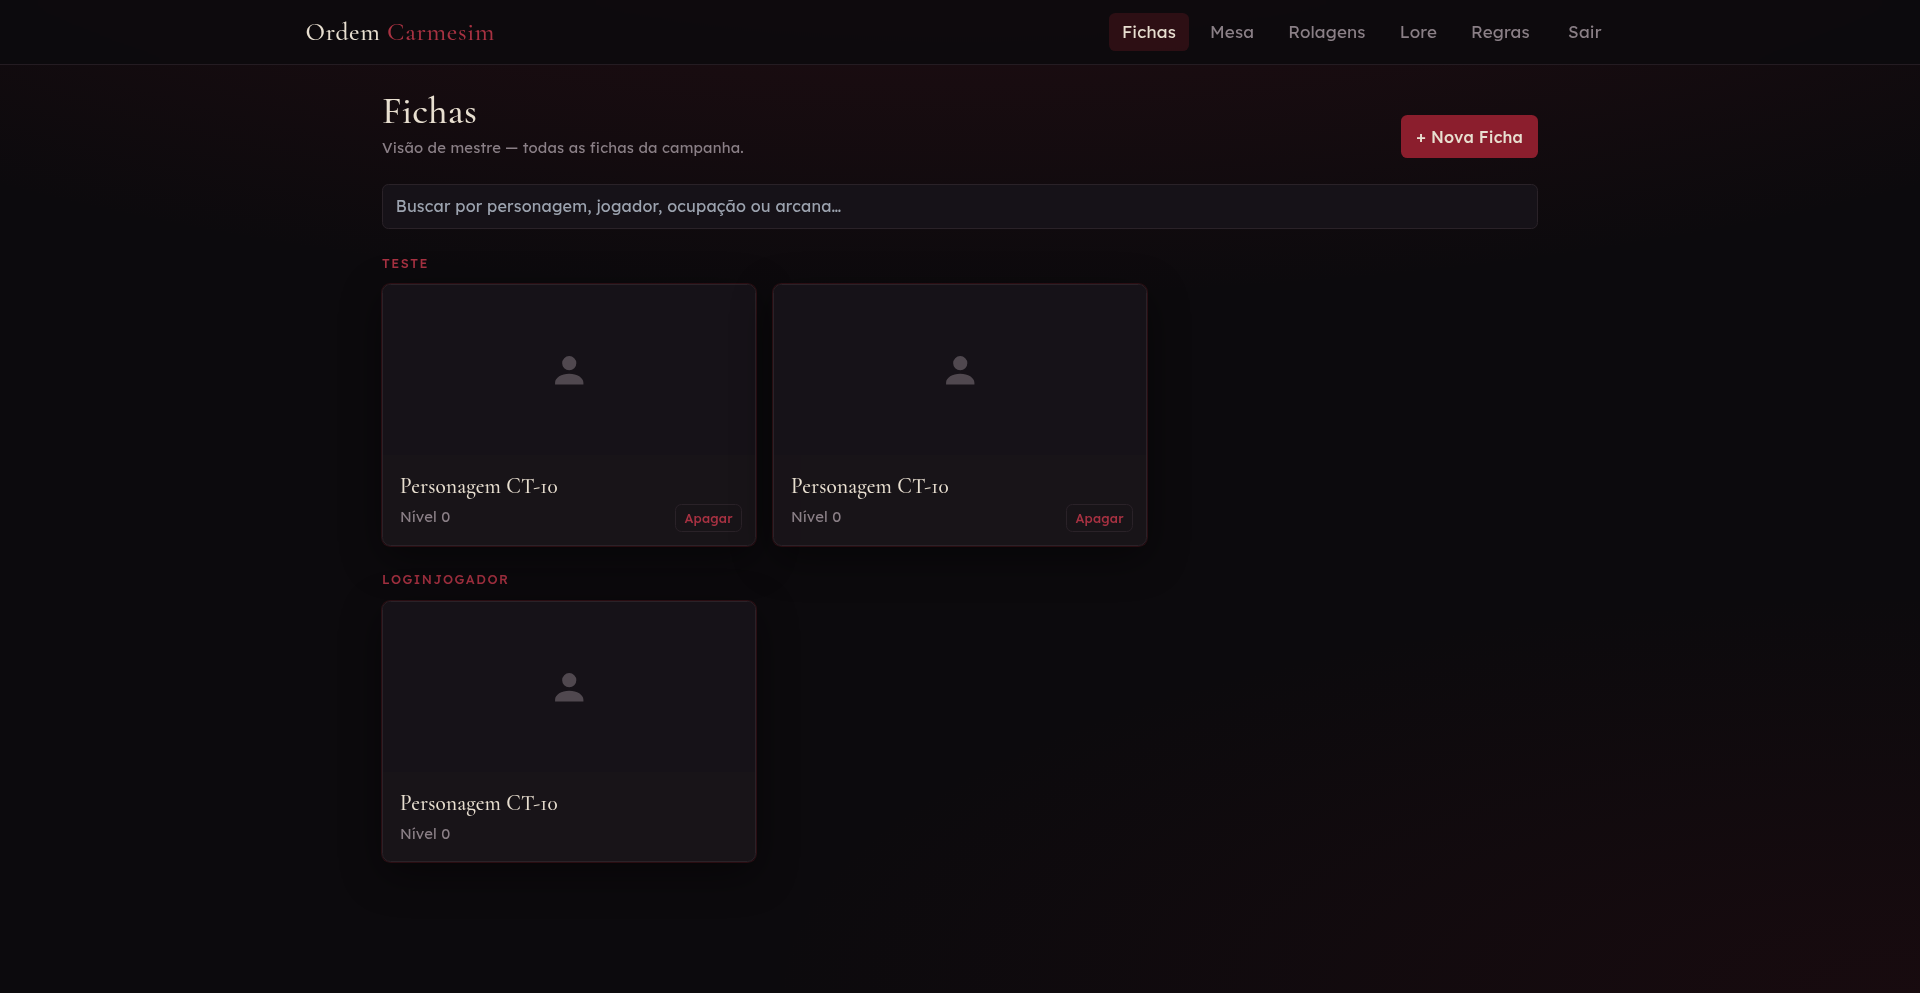 Ordem Carmesim
Fichas Mesa Rolagens Lore Regras Sair
Fichas
Visão de mestre — todas as fichas da campanha.
+ Nova Ficha
Buscar por personagem, jogador, ocupação ou arcana...
TESTE
Personagem CT-10
Nível 0
Apagar
Personagem CT-10
Nível 0
Apagar
LOGINJOGADOR
Personagem CT-10
Nível 0